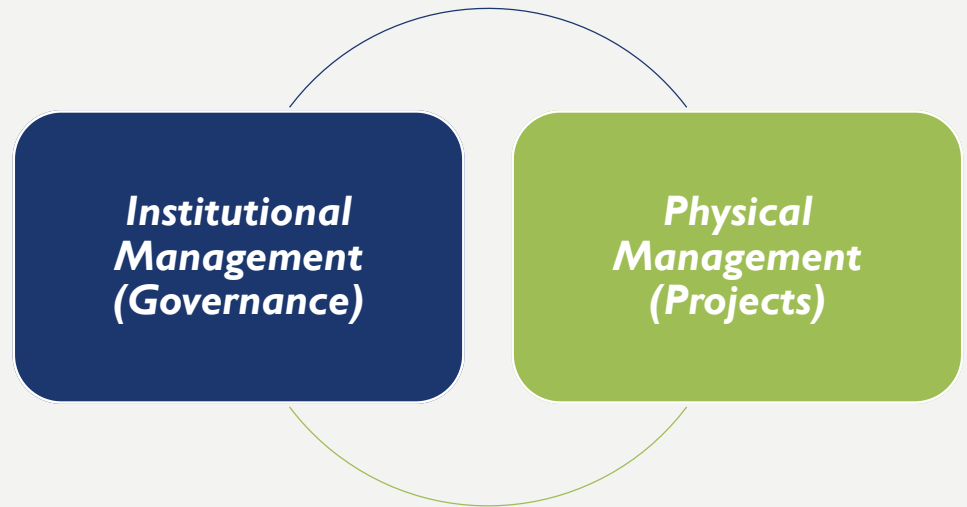 Institutional
Management
(Governance)
Physical
Management
(Projects)